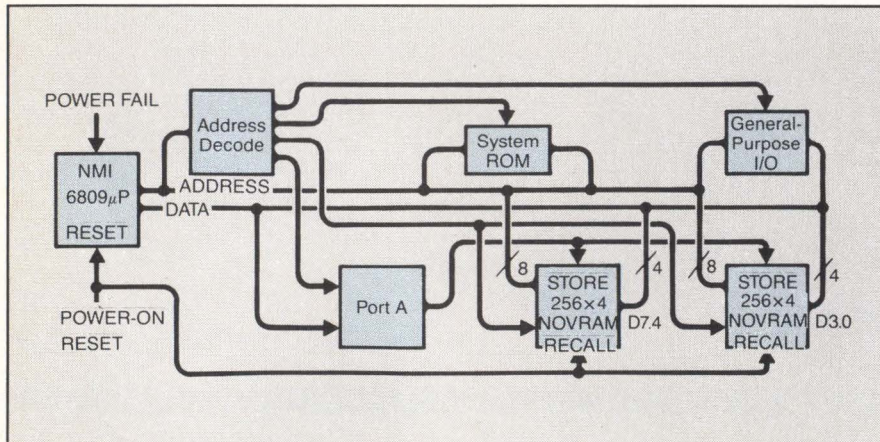 POWER FAIL
NMI
6809μP
RESET
POWER-ON
RESET
Address
Decode
ADDRESS
DATA
System
ROM
General-
Purpose
I/O
Port A
8
4
8
4
STORE
256×4
NOVRAM
RECALL
D7.4
STORE
256×4
NOVRAM
RECALL
D3.0